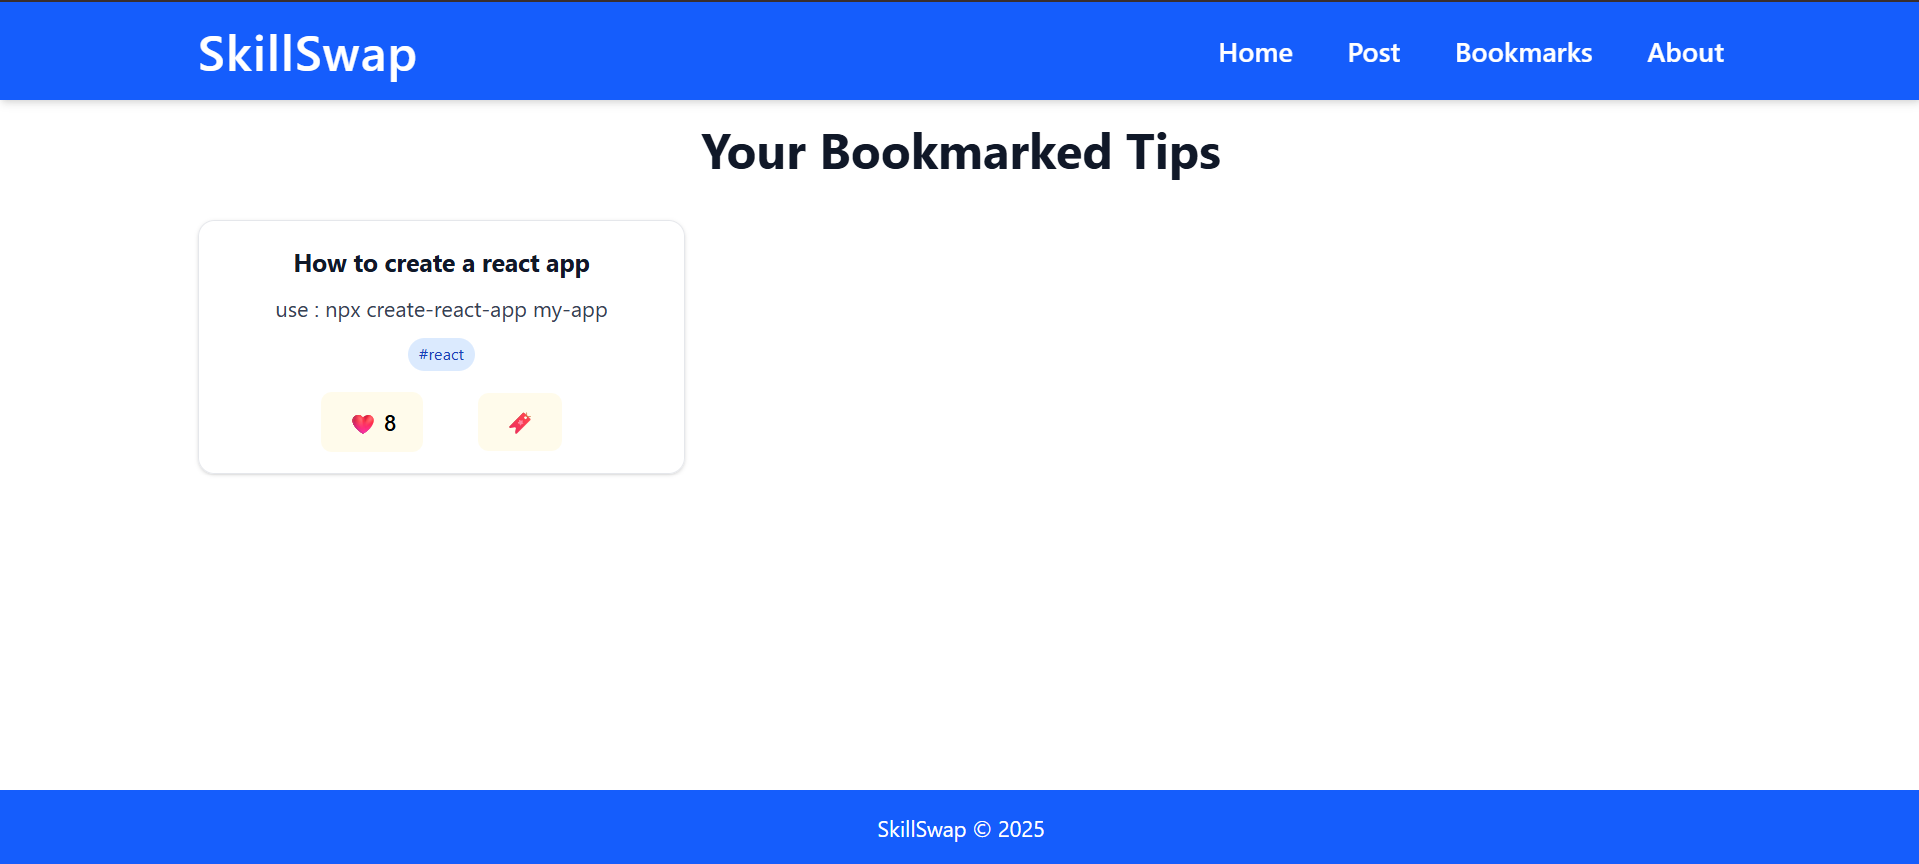 SkillSwap
Home Post Bookmarks About
Your Bookmarked Tips
How to create a react app
use : npx create-react-app my-app
#react
8
SkillSwap © 2025